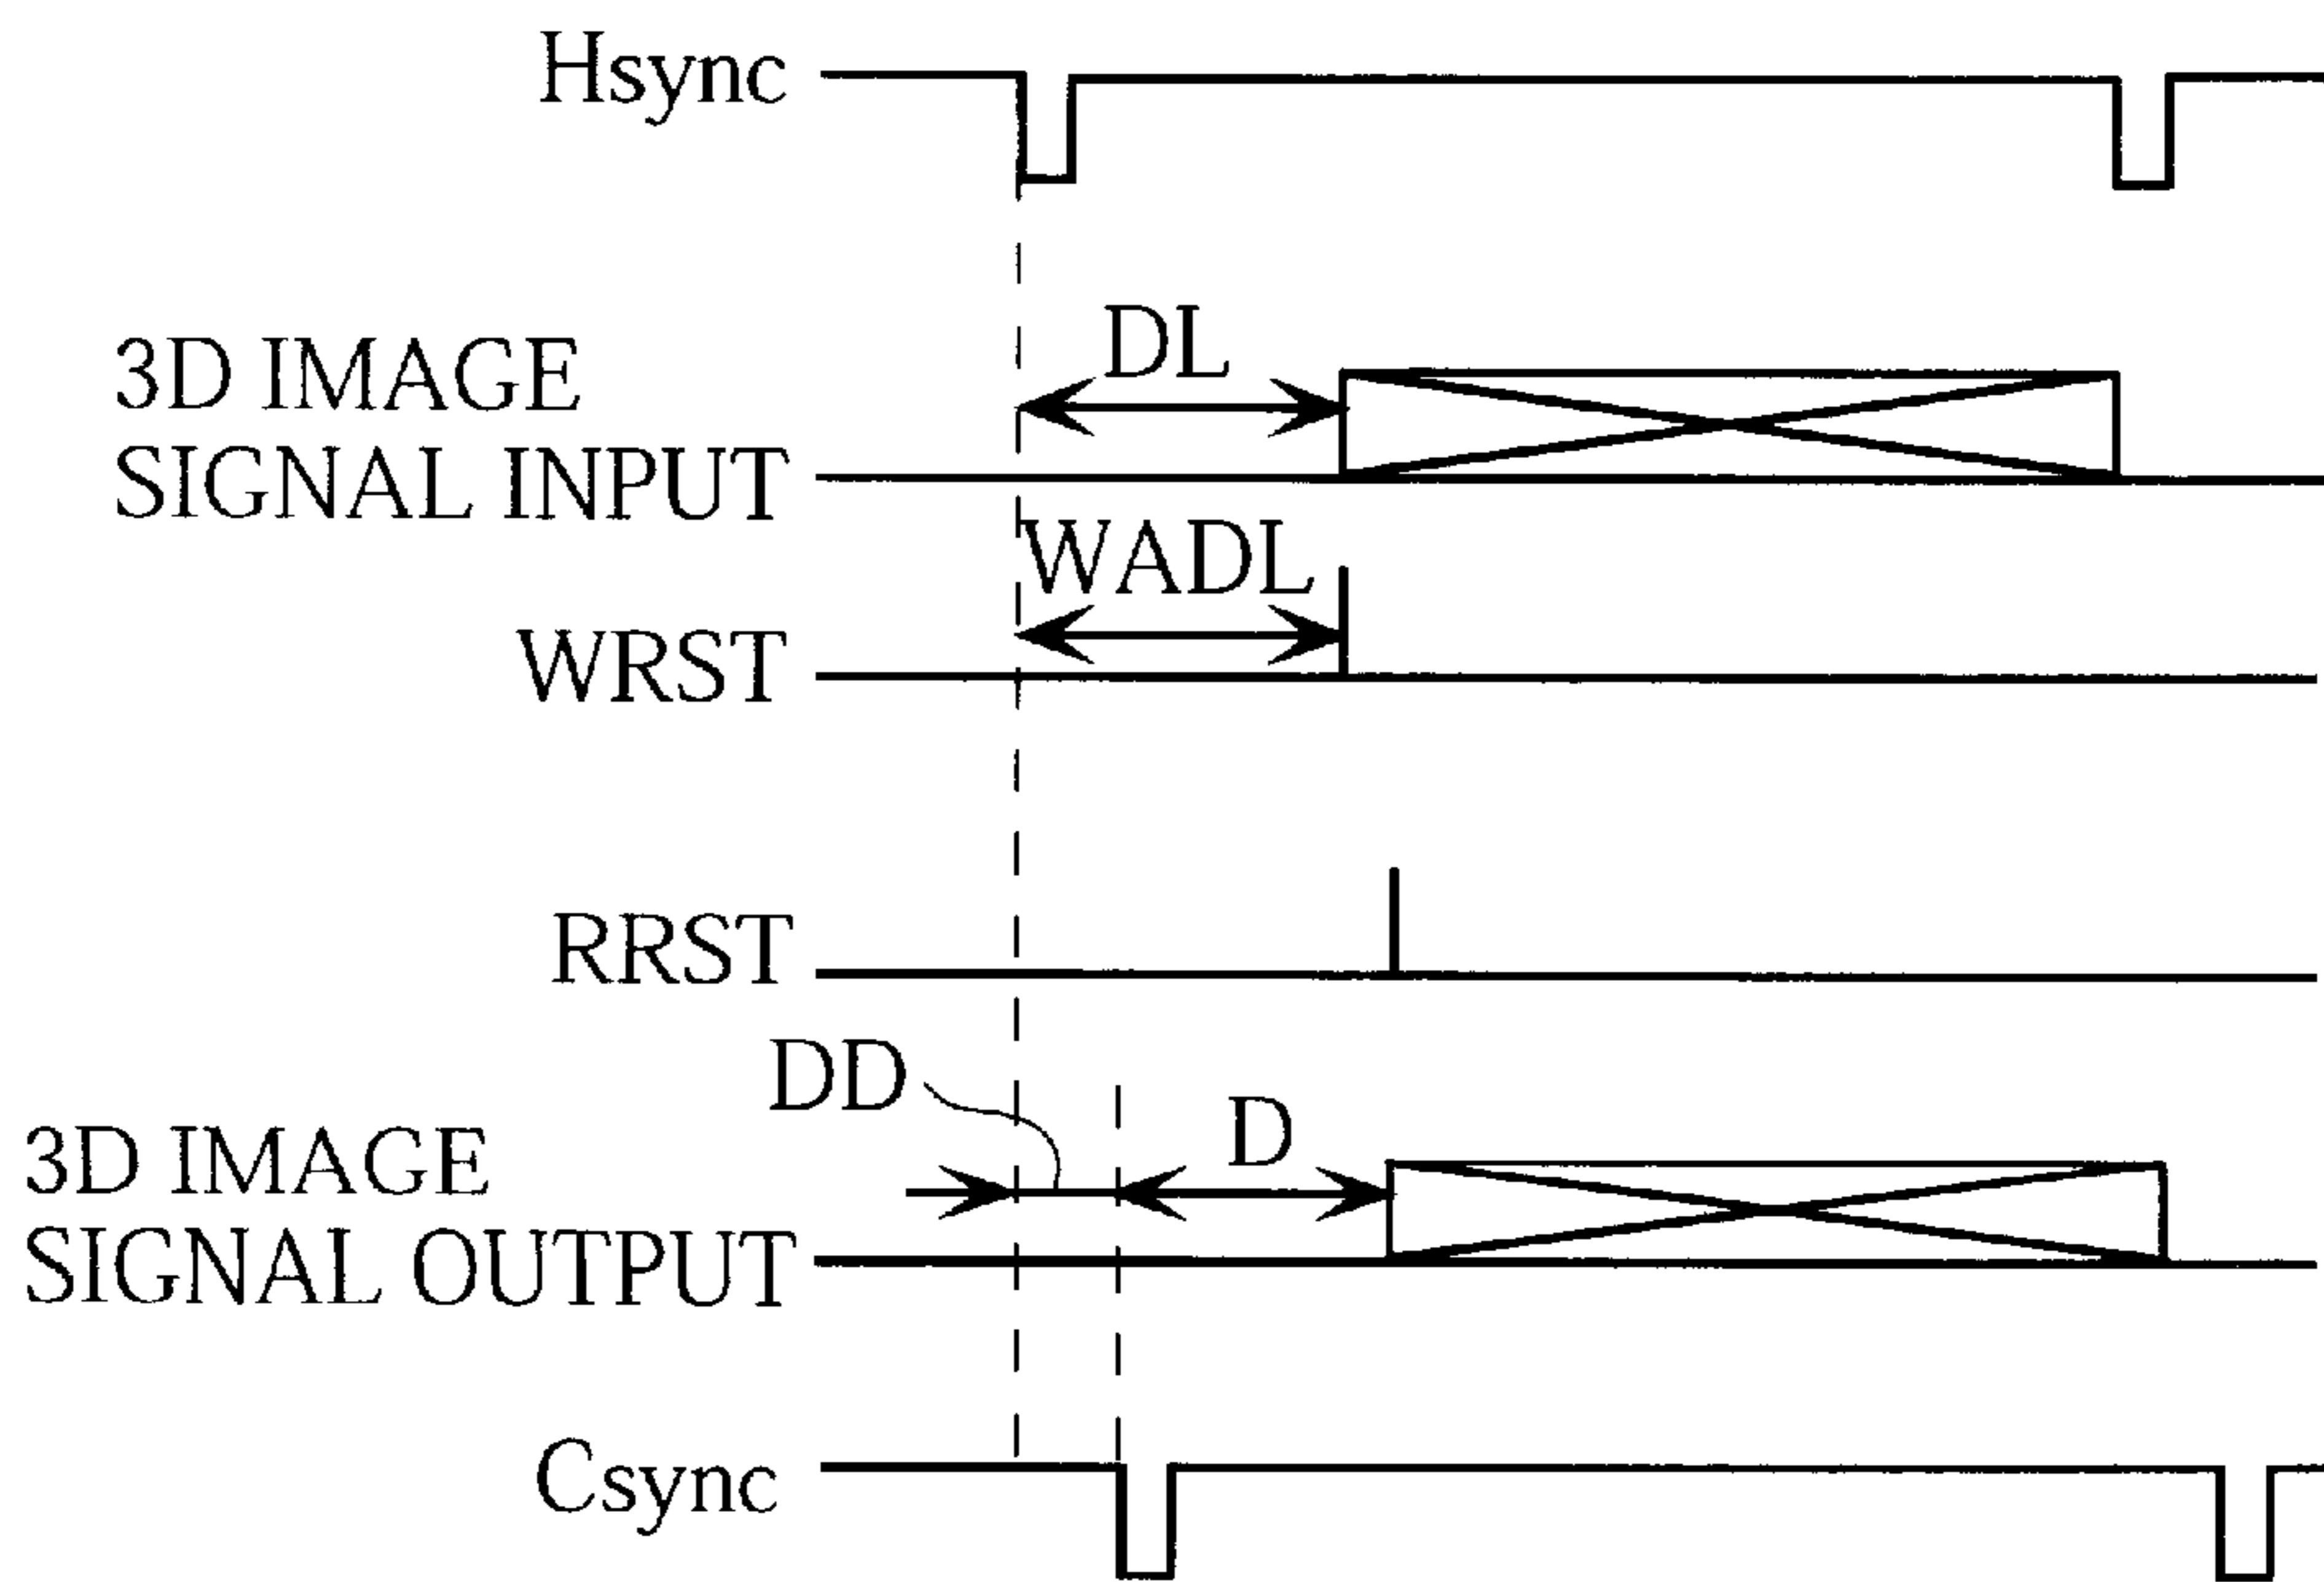 Hsync
DL
3D IMAGE
SIGNAL INPUT
WADL
WRST
RRST
DD
D
3D IMAGE
SIGNAL OUTPUT
Csync